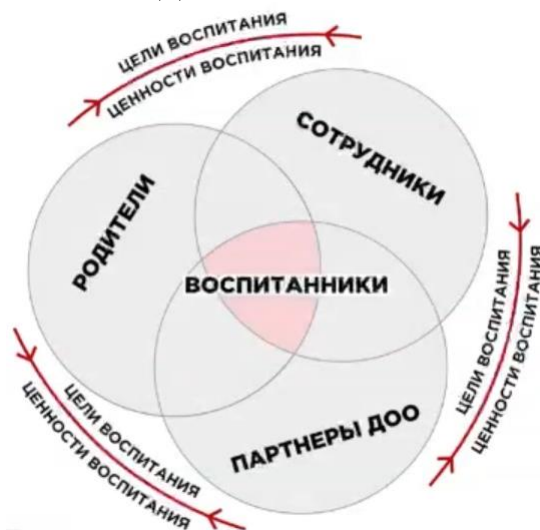 ЦЕЛИ ВОСПИТАНИЯ
ЦЕННОСТИ ВОСПИТАНИЯ
СОТРУДНИКИ
РОДИТЕЛИ
ВОСПИТАННИКИ
ЦЕЛИ ВОСПИТАНИЯ
ЦЕННОСТИ ВОСПИТАНИЯ
ЦЕЛИ ВОСПИТАНИЯ
ЦЕННОСТИ ВОСПИТАНИЯ
ПАРТНЕРЫ ДОО